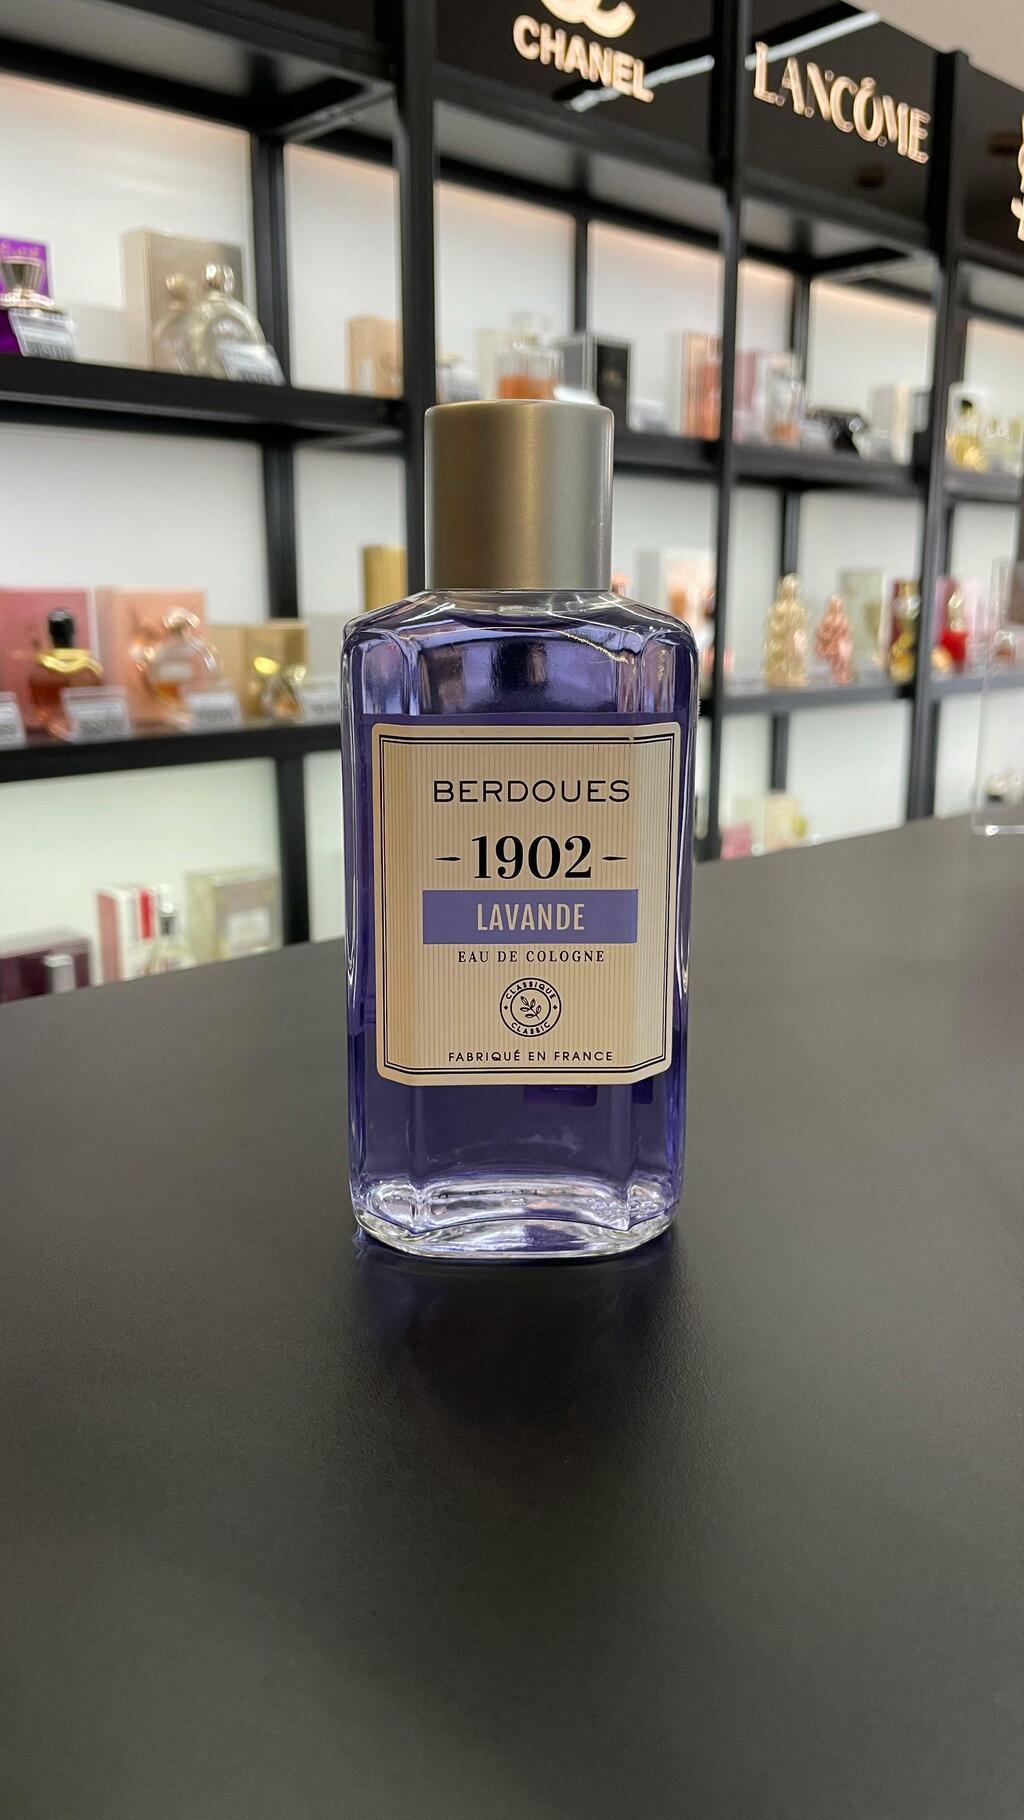 CHANEL
LANCÔME
BERDOUES
-1902-
LAVANDE
EAU DE COLOGNE
CLASSIQUE
CLASSIC
FABRIQUÉ EN FRANCE